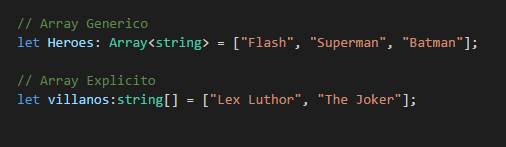 // Array Generico
let Heroes: Array<string> = ["Flash", "Superman", "Batman"];
// Array Explicito
let villanos:string[] = ["Lex Luthor", "The Joker"];